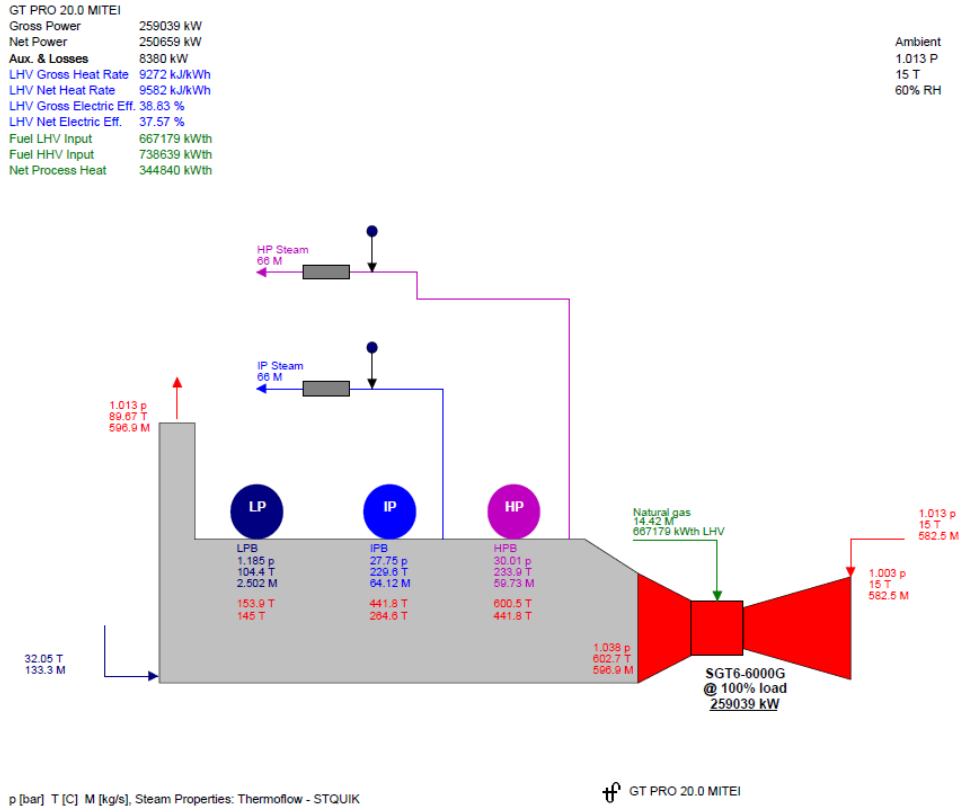 GT PRO 20.0 MITEI
Gross Power 259039 kW
Net Power 250659 kW
Aux. & Losses 8380 kW
LHV Gross Heat Rate 9272 kJ/kWh
LHV Net Heat Rate 9582 kJ/kWh
LHV Gross Electric Eff. 38.83 %
LHV Net Electric Eff. 37.57 %
Fuel LHV Input 667179 kWth
Fuel HHV Input 738639 kWth
Net Process Heat 344840 kWth
Ambient
1.013 P
15 T
60% RH
HP Steam
66 M
IP Steam
66 M
1.013 p
89.67 T
596.9 M
LP
IP
HP
LPB
1.185 p
104.4 T
2.502 M
153.9 T
145 T
IPB
27.75 p
229.6 T
64.12 M
441.8 T
264.6 T
HPB
30.01 p
233.9 T
59.73 M
600.5 T
441.8 T
Natural gas
14.42 M
667179 kWth LHV
1.013 p
15 T
582.5 M
1.003 p
15 T
582.5 M
1.038 p
602.7 T
596.9 M
32.05 T
133.3 M
SGT6-6000G
@ 100% load
259039 kW
p [bar] T [C] M [kg/s], Steam Properties: Thermoflow - STQUIK
GT PRO 20.0 MITEI